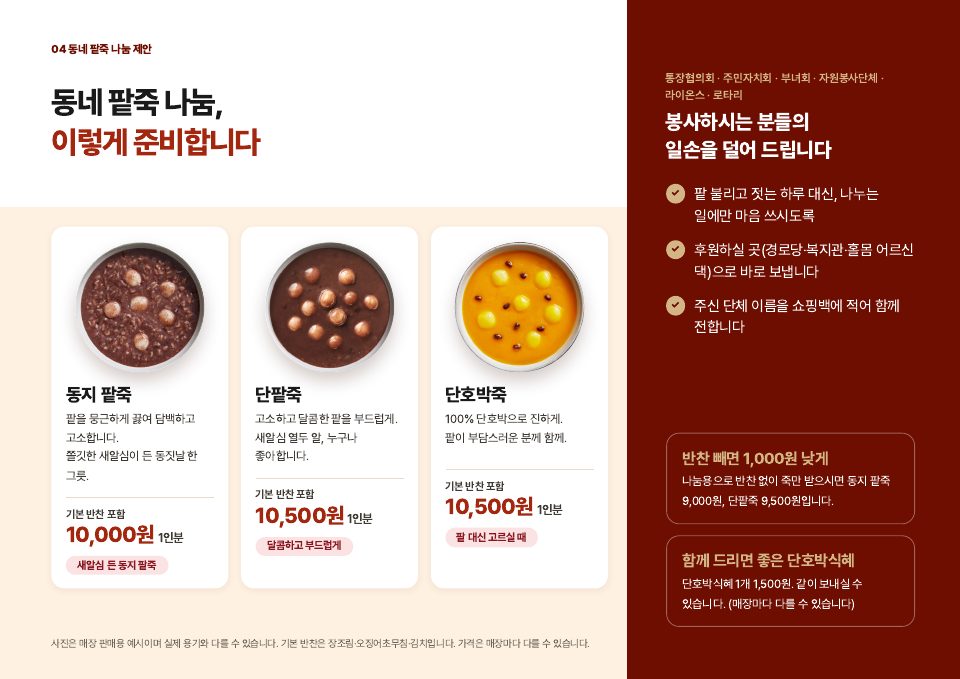 04 동네 팥죽 나눔 제안
동네 팥죽 나눔,
이렇게 준비합니다
동지 팥죽
팥을 뭉근하게 끓여 담백하고
고소합니다.
쫄깃한 새알심이 든 동짓날 한
그릇.
기본 반찬 포함
10,000원 1인분
새알심 든 동지 팥죽
단팥죽
고소하고 달콤한 팥을 부드럽게.
새알심 열두 알, 누구나
좋아합니다.
기본 반찬 포함
10,500원 1인분
달콤하고 부드럽게
단호박죽
100% 단호박으로 진하게.
팥이 부담스러운 분께 함께.
기본 반찬 포함
10,500원 1인분
팥 대신 고르실 때
사진은 매장 판매용 예시이며 실제 용기와 다를 수 있습니다. 기본 반찬은 장조림·오징어초무침·김치입니다. 가격은 매장마다 다를 수 있습니다.
통장협의회 · 주민자치회 · 부녀회 · 자원봉사단체 ·
라이온스 · 로타리
봉사하시는 분들의
일손을 덜어 드립니다
팥 불리고 젓는 하루 대신, 나누는
일에만 마음 쓰시도록
후원하실 곳(경로당·복지관·홀몸 어르신
댁)으로 바로 보냅니다
주신 단체 이름을 쇼핑백에 적어 함께
전합니다
반찬 빼면 1,000원 낮게
나눔용으로 반찬 없이 죽만 받으시면 동지 팥죽
9,000원, 단팥죽 9,500원입니다.
함께 드리면 좋은 단호박식혜
단호박식혜 1개 1,500원. 같이 보내실 수
있습니다. (매장마다 다를 수 있습니다)